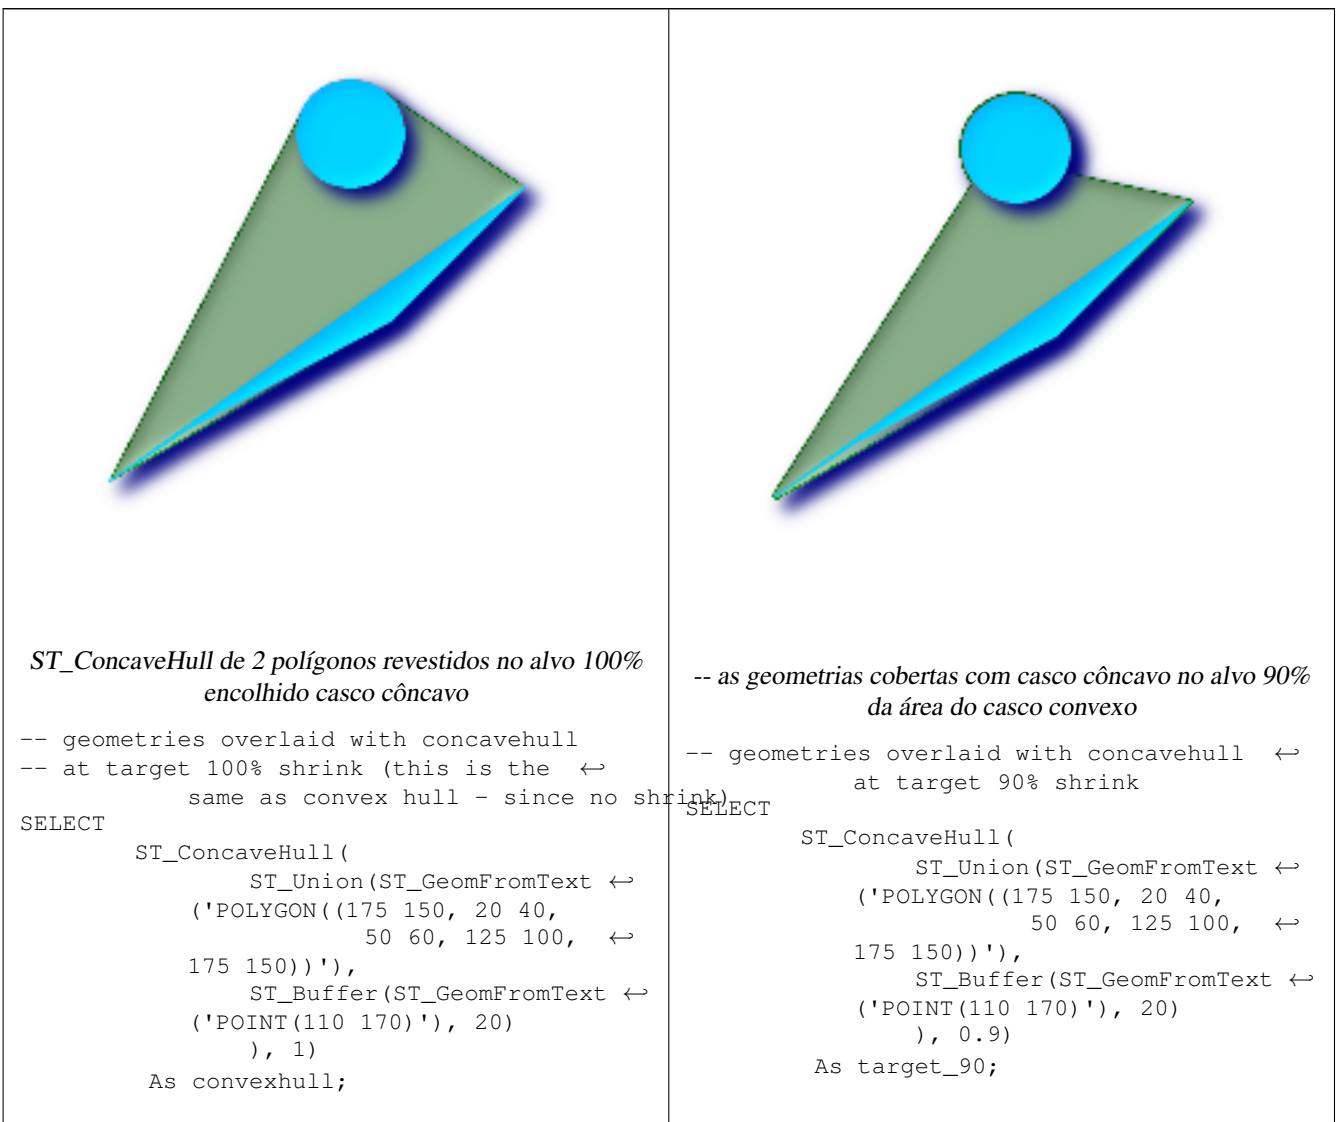 ST_ConcaveHull de 2 polígonos revestidos no alvo 100%
encolhido casco côncavo
-- geometries overlaid with concavehull
-- at target 100% shrink (this is the ↩
same as convex hull - since no shrink)
SELECT
ST_ConcaveHull(
ST_Union(ST_GeomFromText ↩
('POLYGON((175 150, 20 40,
50 60, 125 100, ↩
175 150))'),
ST_Buffer(ST_GeomFromText ↩
('POINT(110 170)'), 20)
), 1)
As convexhull;
-- as geometrias cobertas com casco côncavo no alvo 90%
da área do casco convexo
-- geometries overlaid with concavehull ↩
at target 90% shrink
SELECT
ST_ConcaveHull(
ST_Union(ST_GeomFromText ↩
('POLYGON((175 150, 20 40,
50 60, 125 100, ↩
175 150))'),
ST_Buffer(ST_GeomFromText ↩
('POINT(110 170)'), 20)
), 0.9)
As target_90;